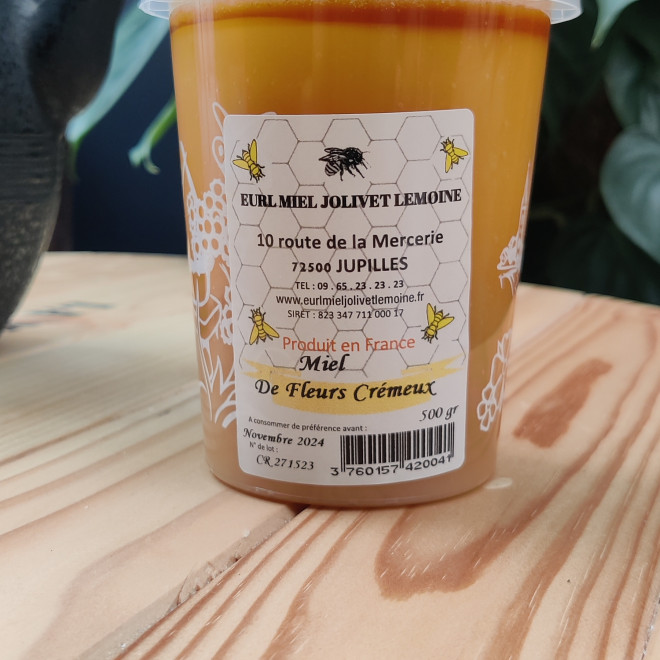 EURL MIEL JOLIVET LEMOINE
10 route de la Mercerie
72500 JUPILLES
TEL : 09 . 65 . 23 . 23 . 23
www.eurlmieljolivetlemoine.fr
SIRET : 823 347 711 000 17
Produit en France
Miel
De Fleurs Crémeux
500 gr
A consommer de préférence avant :
Novembre 2024
N° de lot :
CR 271523
3 760157 420041